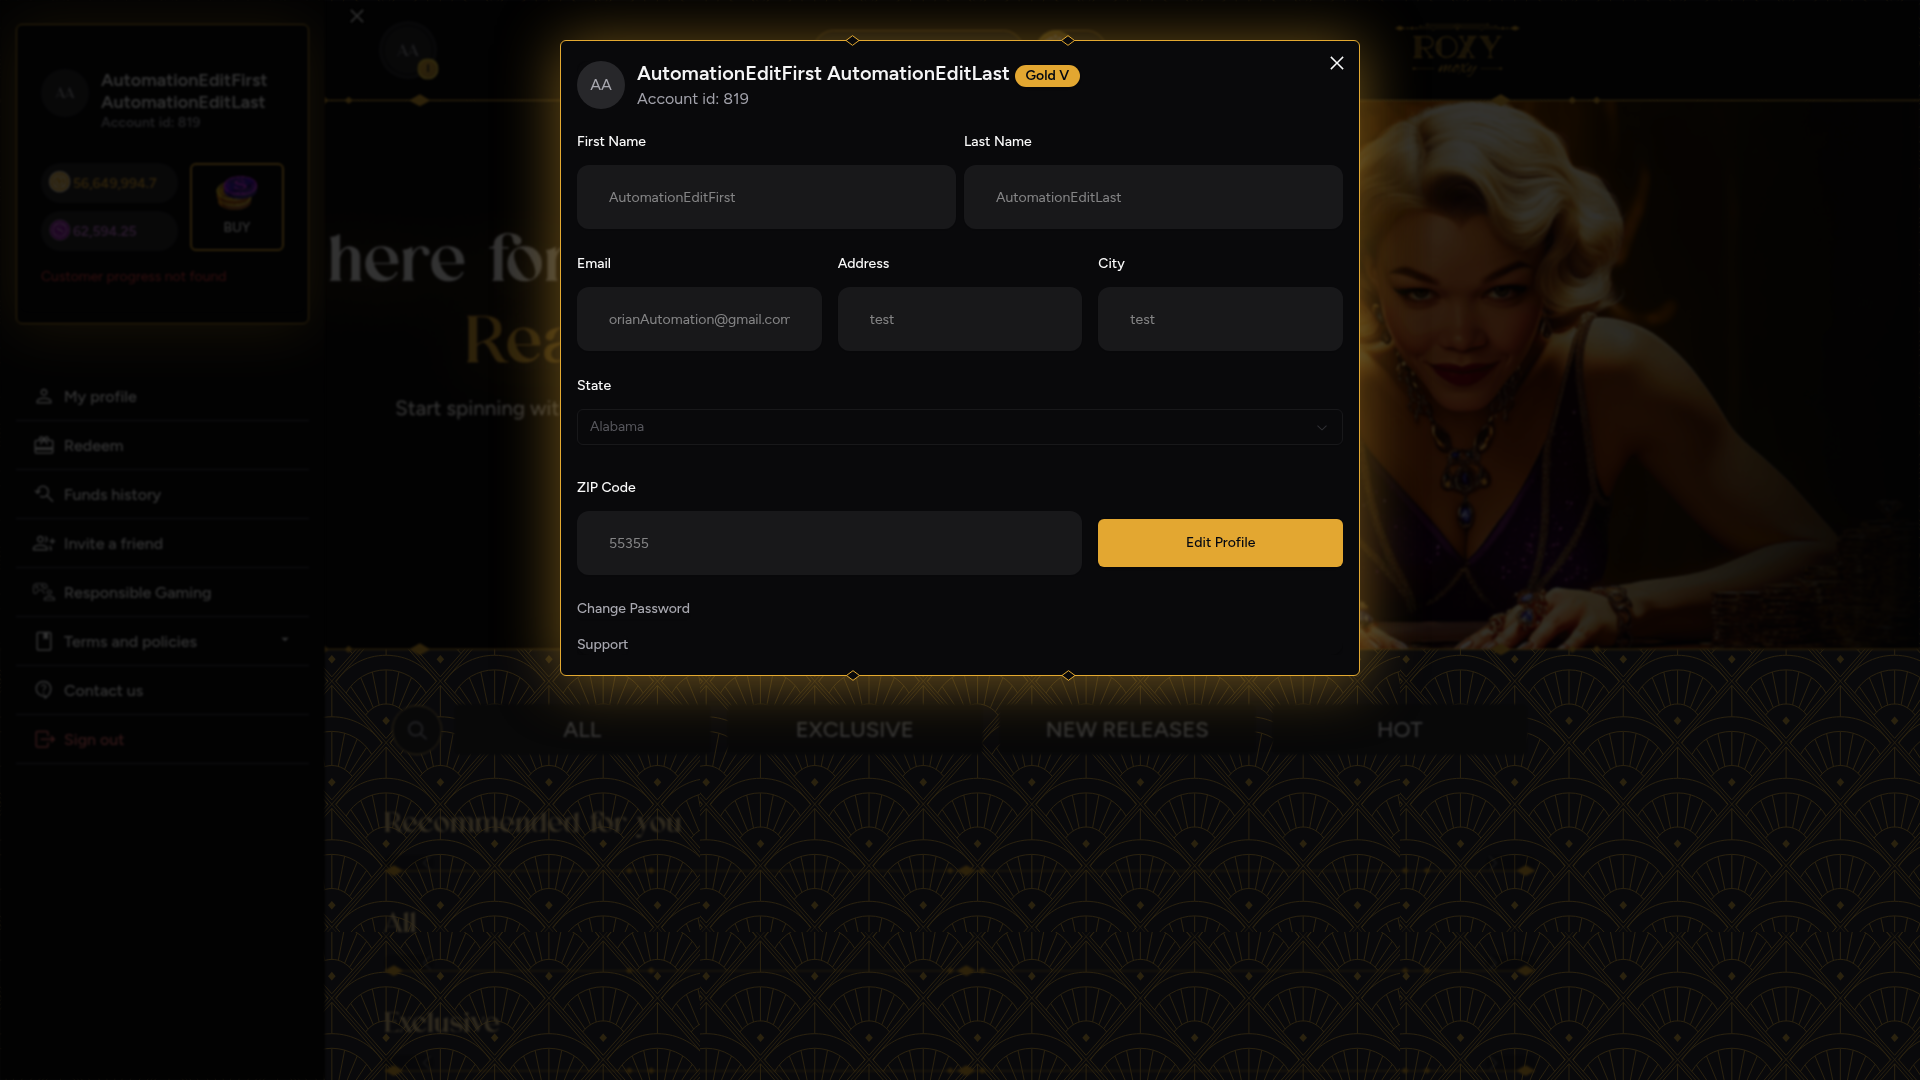 AA
AutomationEditFirst
AutomationEditLast
Account id: 819
56,649,994.7
62,594.25
BUY
Customer progress not found
My profile
Redeem
Funds history
Invite a friend
Responsible Gaming
Terms and policies
Contact us
Sign out
AA
ROXY
moxy
here for
Rea
Start spinning wit
AA
AutomationEditFirst AutomationEditLast Gold V
Account id: 819
First Name
Last Name
AutomationEditFirst
AutomationEditLast
Email
Address
City
orianAutomation@gmail.com
test
test
State
Alabama
ZIP Code
55355
Edit Profile
Change Password
Support
ALL
EXCLUSIVE
NEW RELEASES
HOT
Recommended for you
All
Exclusive